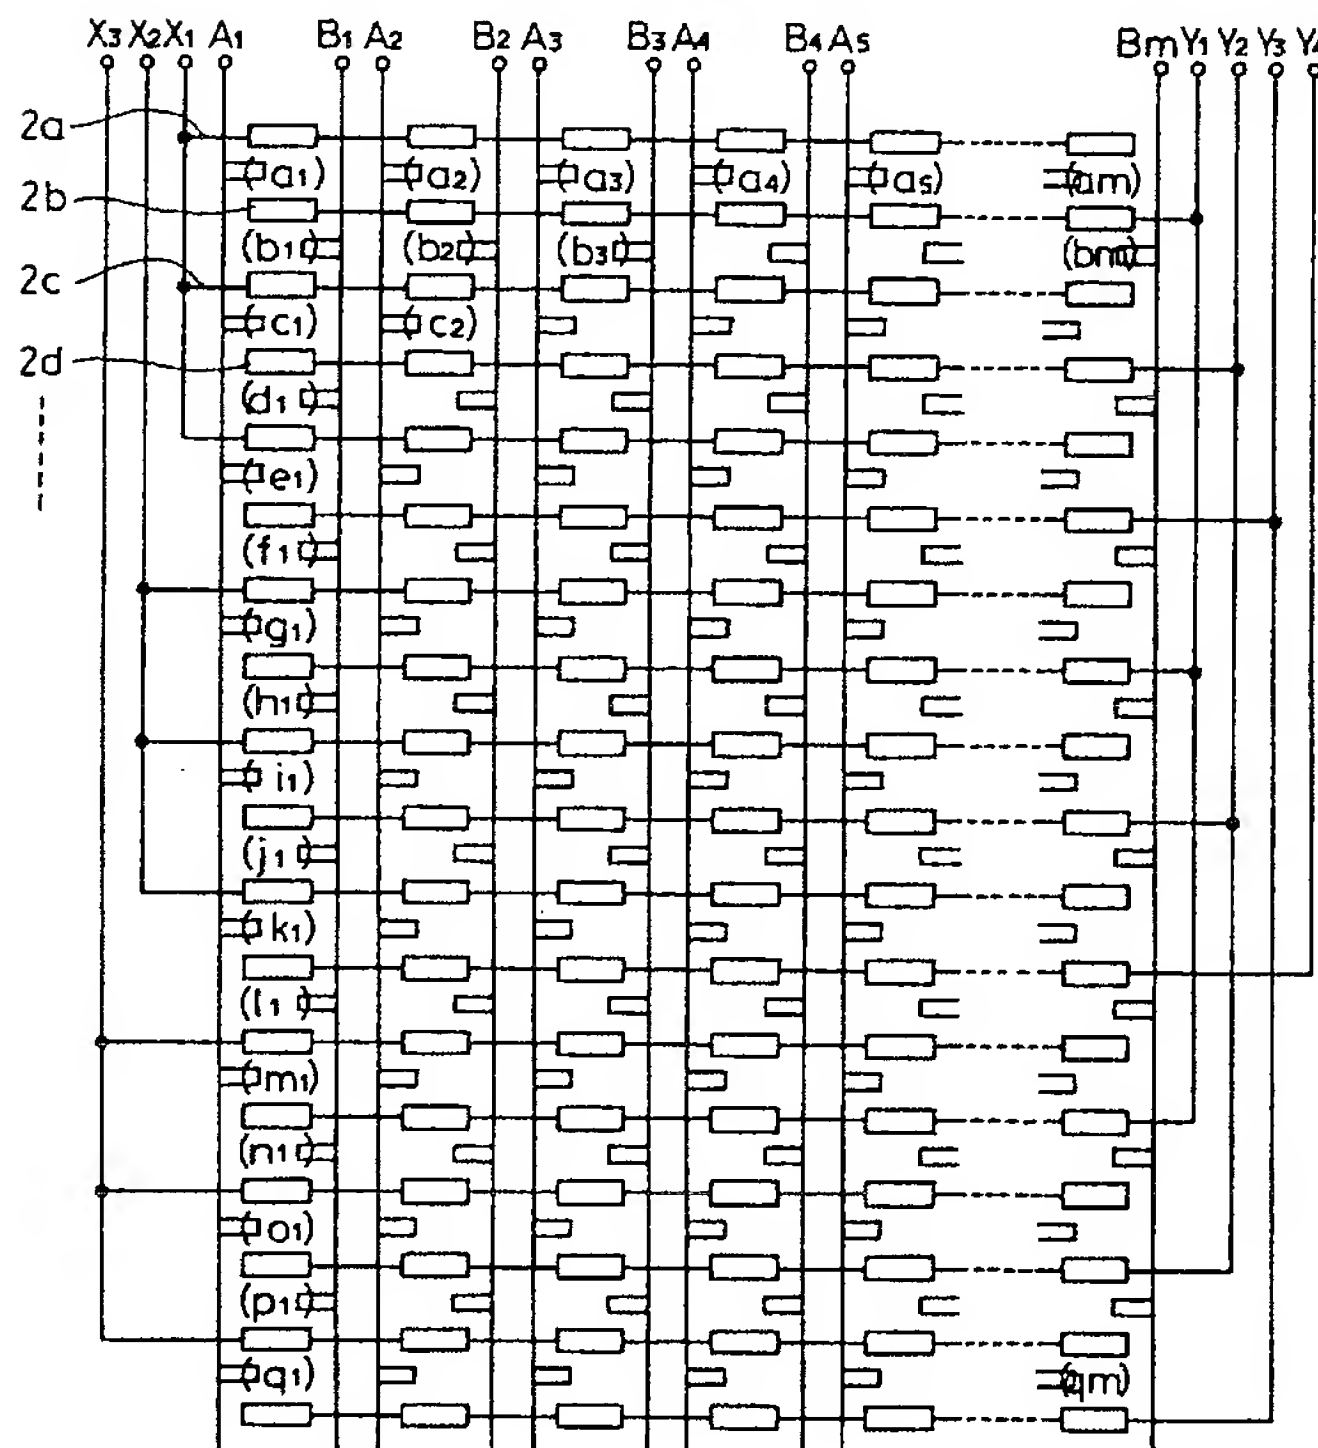 X3 X2 X1 A1 B1 A2 B2 A3 B3 A4 B4 A5 Bm Y1 Y2 Y3 Y4
2a
(a1) (a2) (a3) (a4) (a5) (am)
2b
(b1) (b2) (b3) (bm)
2c
(c1) (c2)
2d
(d1)
(e1)
(f1)
(g1)
(h1)
(i1)
(j1)
(k1)
(l1)
(m1)
(n1)
(o1)
(p1)
(q1) (qm)